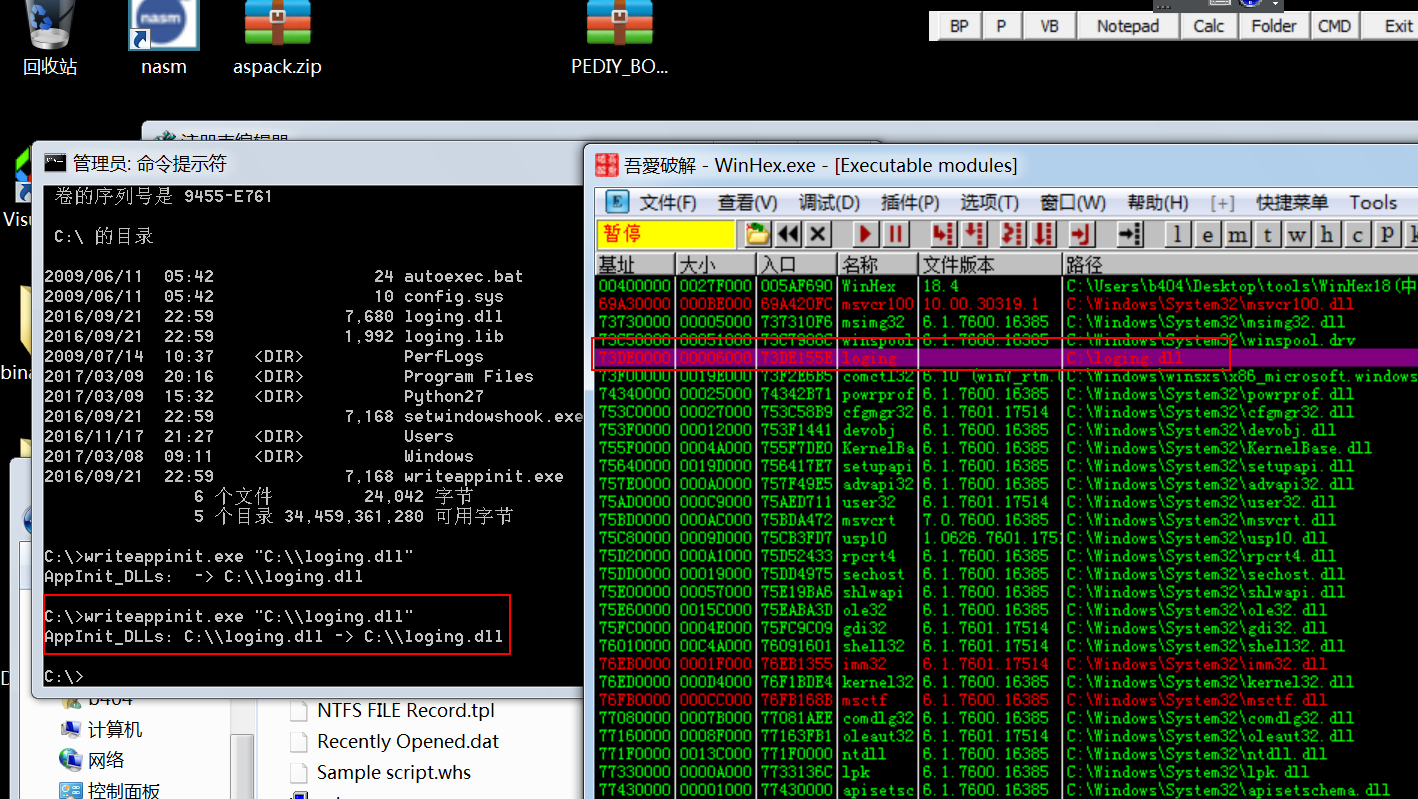 回收站
nasm
aspack.zip
PEDIY_BO...
BP P VB Notepad Calc Folder CMD Exit
管理员: 命令提示符
卷的序列号是 9455-E761
C:\ 的目录
2009/06/11 05:42 24 autoexec.bat
2009/06/11 05:42 10 config.sys
2016/09/21 22:59 7,680 loging.dll
2016/09/21 22:59 1,992 loging.lib
2009/07/14 10:37 <DIR> PerfLogs
2017/03/09 20:16 <DIR> Program Files
2017/03/09 15:32 <DIR> Python27
2016/09/21 22:59 7,168 setwindowshook.exe
2016/11/17 21:27 <DIR> Users
2017/03/08 09:11 <DIR> Windows
2016/09/21 22:59 7,168 writeappinit.exe
6 个文件 24,042 字节
5 个目录 34,459,361,280 可用字节
C:\>writeappinit.exe "C:\\loging.dll"
AppInit_DLLs:  -> C:\\loging.dll
C:\>writeappinit.exe "C:\\loging.dll"
AppInit_DLLs: C:\\loging.dll -> C:\\loging.dll
C:\>
计算机
网络
控制面板
NTFS FILE Record.tpl
Recently Opened.dat
Sample script.whs
吾愛破解 - WinHex.exe - [Executable modules]
文件(F) 查看(V) 调试(D) 插件(P) 选项(T) 窗口(W) 帮助(H) [+] 快捷菜单 Tools
暂停 l e m t w h c P k
基址 大小 入口 名称 文件版本 路径
00400000 0027F000 005AF690 WinHex 18.4 C:\Users\b404\Desktop\tools\WinHex18(中
69A30000 000BE000 69A420FC msvcr100 10.00.30319.1 C:\Windows\System32\msvcr100.dll
73730000 00005000 737310F6 msimg32 6.1.7600.16385 C:\Windows\System32\msimg32.dll
73C50000 00051000 73C7988C winspool 6.1.7600.16385 C:\Windows\System32\winspool.drv
73DE0000 00006000 73DE155E loging C:\loging.dll
73F00000 0019E000 73F2E6B5 comctl32 6.10 (win7_rtm. C:\Windows\winsxs\x86_microsoft.windows
74340000 00025000 74342B71 powrprof 6.1.7600.16385 C:\Windows\System32\powrprof.dll
753C0000 00027000 753C58B9 cfgmgr32 6.1.7601.17514 C:\Windows\System32\cfgmgr32.dll
753F0000 00012000 753F1441 devobj 6.1.7600.16385 C:\Windows\System32\devobj.dll
755F0000 0004A000 755F7DE0 KernelBa 6.1.7600.16385 C:\Windows\System32\KernelBase.dll
75640000 0019D000 756417E7 setupapi 6.1.7600.16385 C:\Windows\System32\setupapi.dll
757E0000 000A0000 757F49E5 advapi32 6.1.7600.16385 C:\Windows\System32\advapi32.dll
75AD0000 000C9000 75AED711 user32 6.1.7601.17514 C:\Windows\System32\user32.dll
75BD0000 000AC000 75BDA472 msvcrt 7.0.7600.16385 C:\Windows\System32\msvcrt.dll
75C80000 0009D000 75CB3FD7 usp10 1.0626.7601.175 C:\Windows\System32\usp10.dll
75D20000 000A1000 75D52433 rpcrt4 6.1.7600.16385 C:\Windows\System32\rpcrt4.dll
75DD0000 00019000 75DD4975 sechost 6.1.7600.16385 C:\Windows\System32\sechost.dll
75E00000 00057000 75E19BA6 shlwapi 6.1.7600.16385 C:\Windows\System32\shlwapi.dll
75E60000 0015C000 75EABA3D ole32 6.1.7600.16385 C:\Windows\System32\ole32.dll
75FC0000 0004E000 75FC9C09 gdi32 6.1.7601.17514 C:\Windows\System32\gdi32.dll
76010000 00C4A000 76091601 shell32 6.1.7601.17514 C:\Windows\System32\shell32.dll
76EB0000 0001F000 76EB1355 imm32 6.1.7601.17514 C:\Windows\System32\imm32.dll
76ED0000 000D4000 76F1BDE4 kernel32 6.1.7600.16385 C:\Windows\System32\kernel32.dll
76FB0000 000CC000 76FB168B msctf 6.1.7600.16385 C:\Windows\System32\msctf.dll
77080000 0007B000 77081AEE comdlg32 6.1.7600.16385 C:\Windows\System32\comdlg32.dll
77160000 0008F000 77163FB1 oleaut32 6.1.7600.16385 C:\Windows\System32\oleaut32.dll
771F0000 0013C000 771F0000 ntdll 6.1.7600.16385 C:\Windows\System32\ntdll.dll
77330000 0000A000 7733136C lpk 6.1.7600.16385 C:\Windows\System32\lpk.dll
77430000 00001000 77430000 apisetsc 6.1.7600.16385 C:\Windows\System32\apisetschema.dll